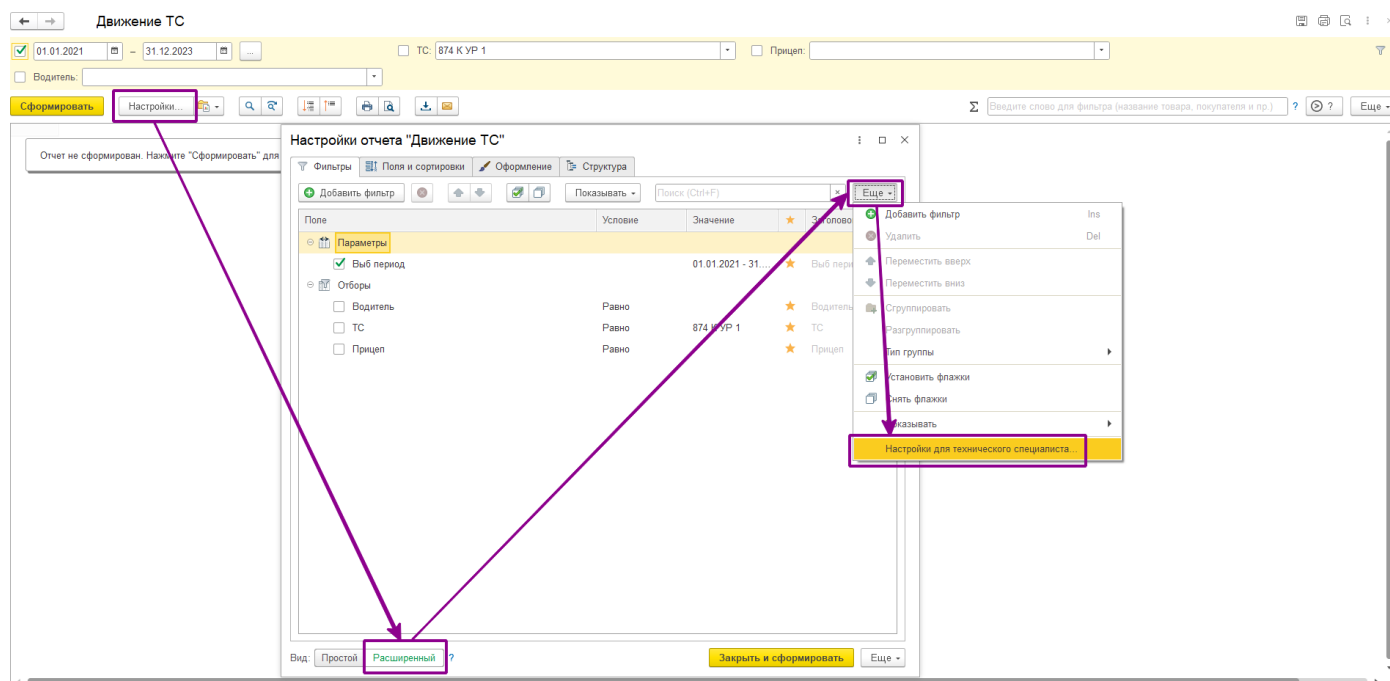 Движение ТС
01.01.2021 – 31.12.2023 ... ТС: 874 К УР 1 Прицеп:
Водитель:
Сформировать Настройки... Σ Введите слово для фильтра (название товара, покупателя и пр.) ? ? Еще
Отчет не сформирован. Нажмите "Сформировать" для
Настройки отчета "Движение ТС"
Фильтры Поля и сортировки Оформление Структура
Добавить фильтр Показывать Поиск (Ctrl+F) × Еще
Поле Условие Значение Заголово
Параметры
Выб период 01.01.2021 - 31.... Выб пери
Отборы
Водитель Равно Водитель
ТС Равно 874 К УР 1 ТС
Прицеп Равно Прицеп
Добавить фильтр Ins
Удалить Del
Переместить вверх
Переместить вниз
Сгруппировать
Разгруппировать
Тип группы
Установить флажки
Снять флажки
Показывать
Настройки для технического специалиста...
Вид: Простой Расширенный ? Закрыть и сформировать Еще